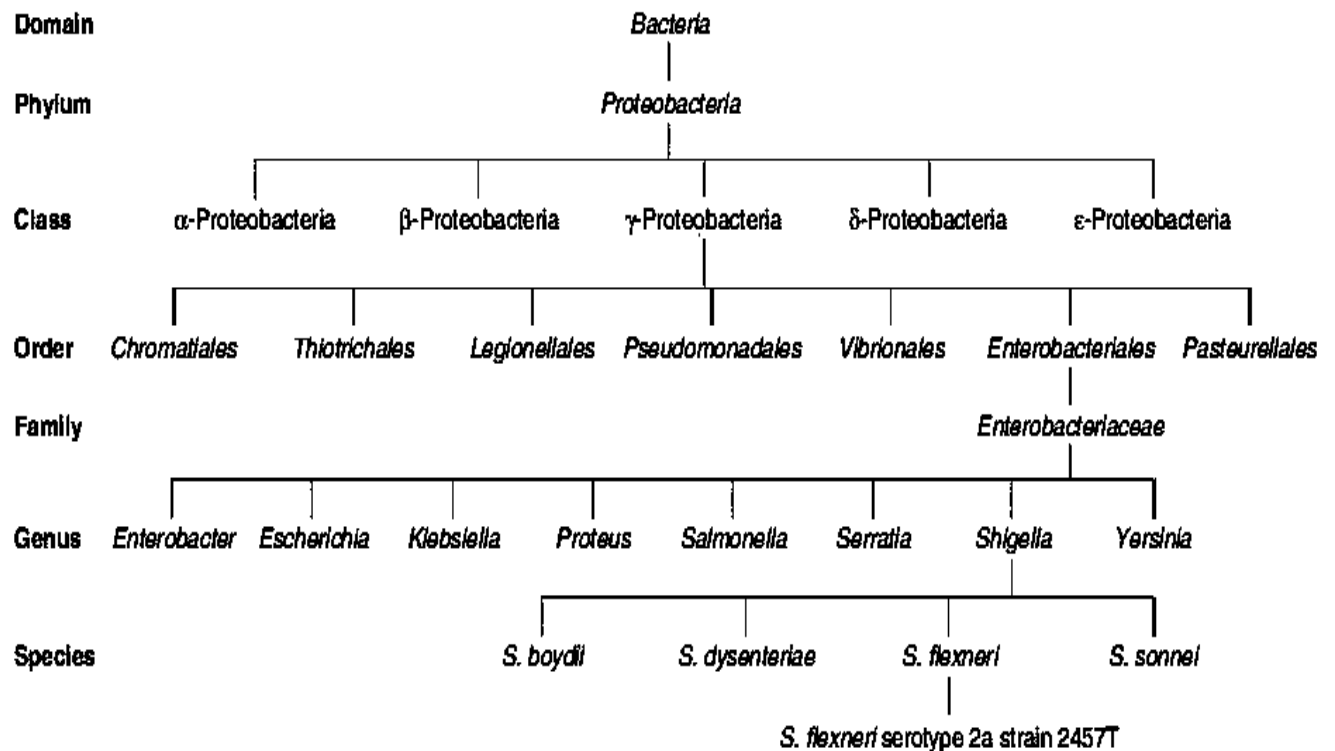 Domain Bacteria
Phylum Proteobacteria
Class α-Proteobacteria β-Proteobacteria γ-Proteobacteria δ-Proteobacteria ε-Proteobacteria
Order Chromatiales Thiotrichales Legionellales Pseudomonadales Vibrionales Enterobacteriales Pasteurellales
Family Enterobacteriaceae
Genus Enterobacter Escherichia Klebsiella Proteus Salmonella Serratia Shigella Yersinia
Species S. boydii S. dysenteriae S. flexneri S. sonnei
S. flexneri serotype 2a strain 2457T